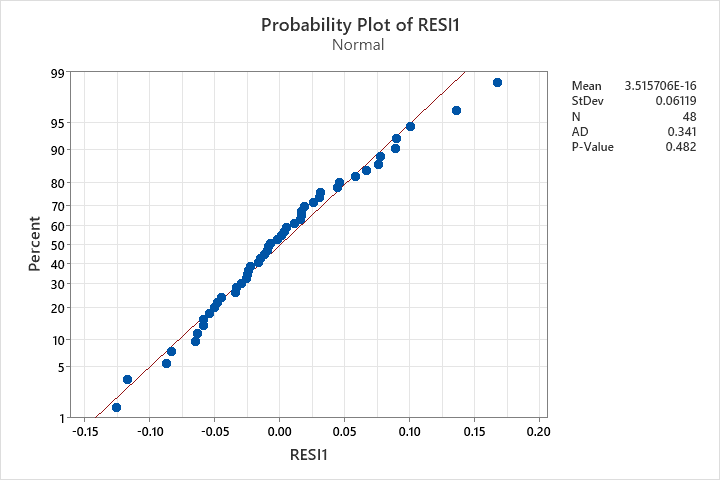 Probability Plot of RESI1
Normal
Mean 3.515706E-16
StDev 0.06119
N 48
AD 0.341
P-Value 0.482
99
95
90
80
70
60
50
40
30
20
10
5
1
Percent
-0.15 -0.10 -0.05 0.00 0.05 0.10 0.15 0.20
RESI1